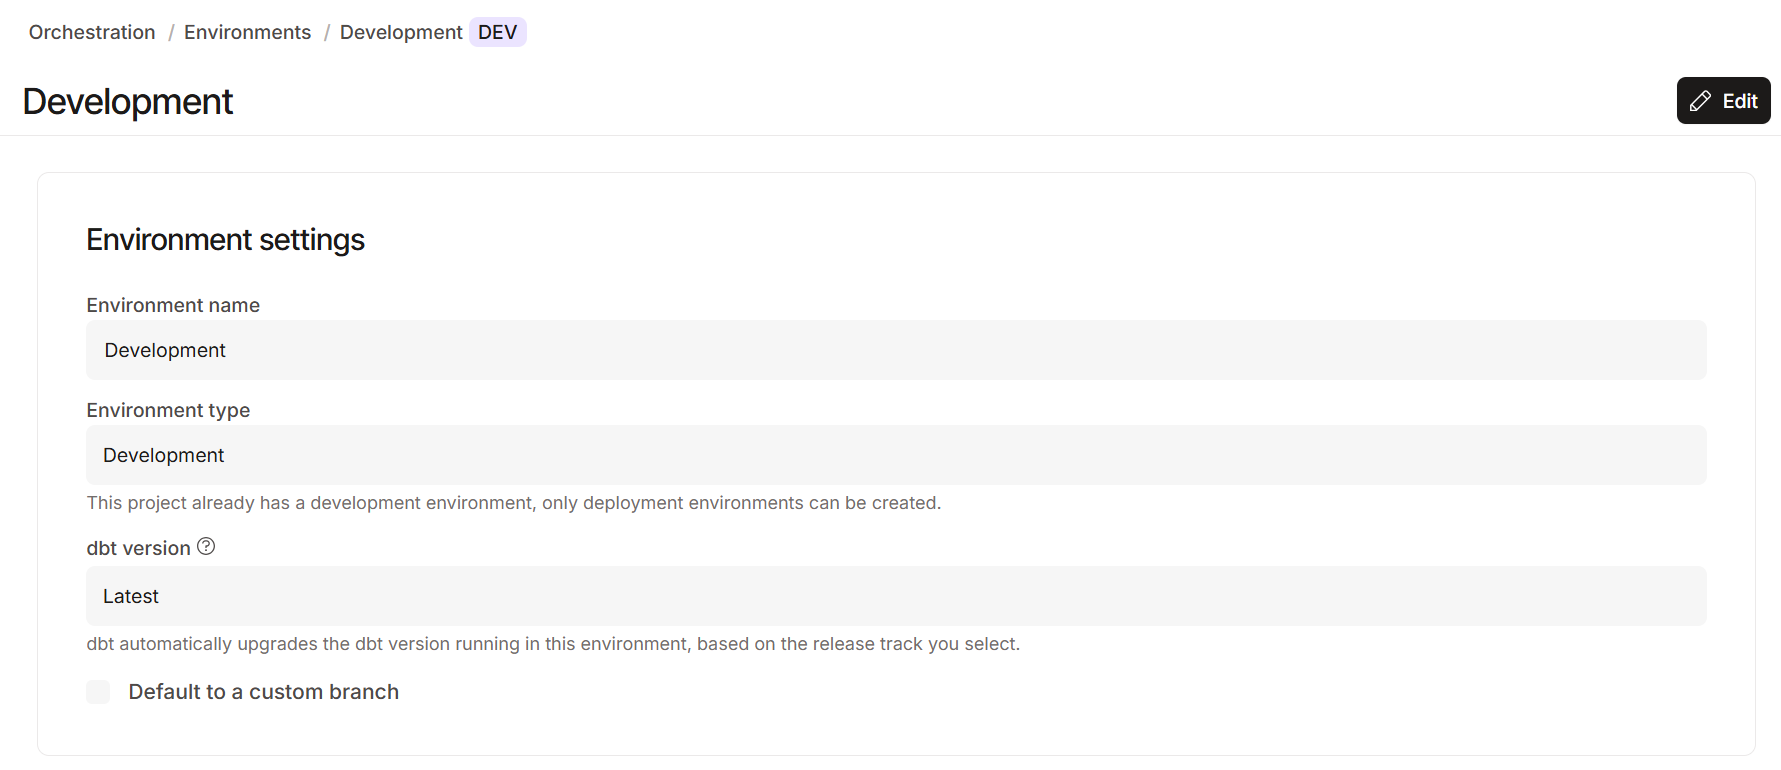 Orchestration / Environments / Development DEV
Development
Edit
Environment settings
Environment name
Development
Environment type
Development
This project already has a development environment, only deployment environments can be created.
dbt version
Latest
dbt automatically upgrades the dbt version running in this environment, based on the release track you select.
Default to a custom branch